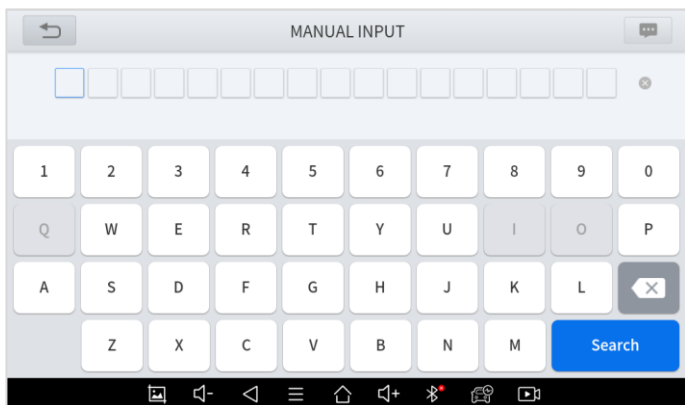 MANUAL INPUT
1 2 3 4 5 6 7 8 9 0
Q W E R T Y U I O P
A S D F G H J K L
Z X C V B N M Search